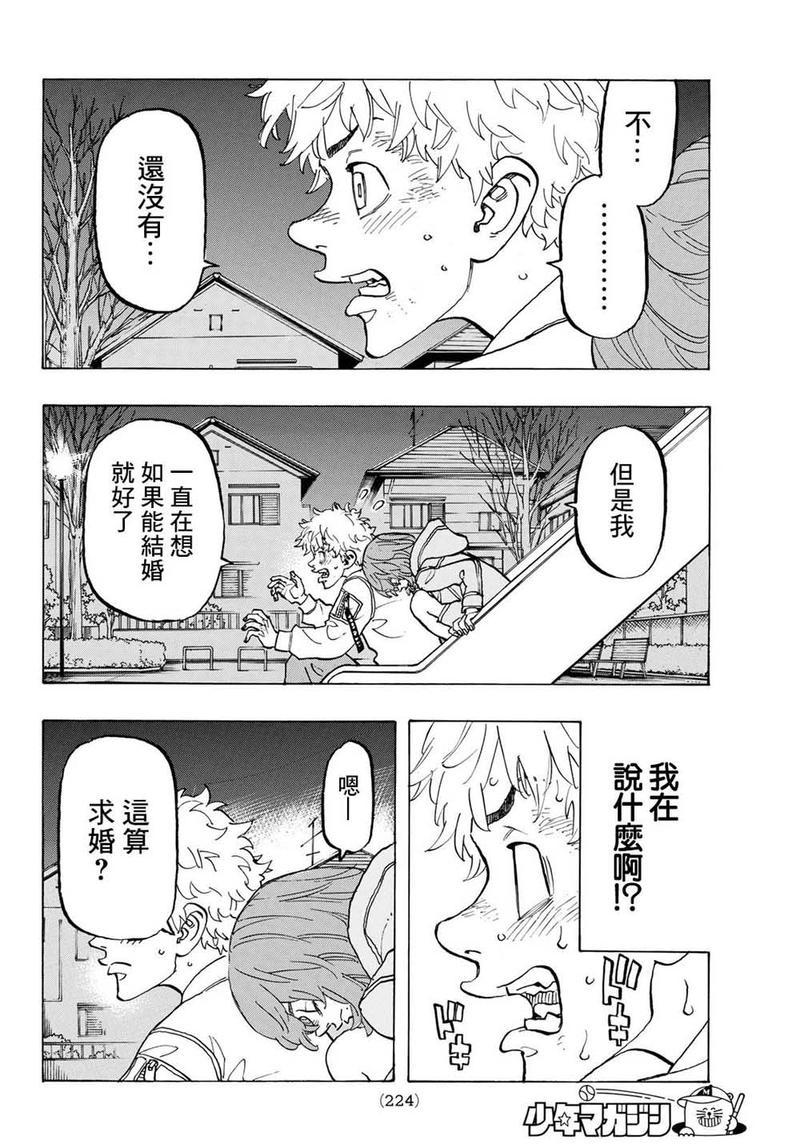 不…
………
還沒有…
但是我
一直在想
如果能結婚
就好了
我在
說什麼啊!?
ドキ
ドキ
嗯—
這算
求婚?
(224)
少年マガジン